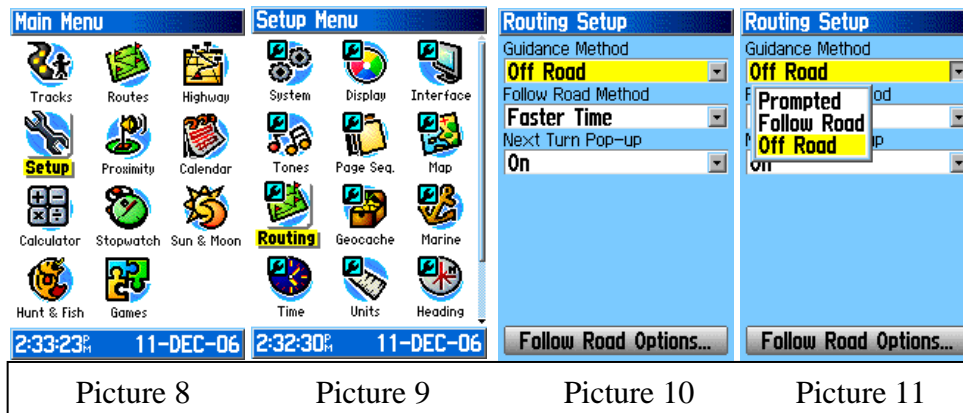 Main Menu
Tracks Routes Highway
Setup Proximity Calendar
Calculator Stopwatch Sun & Moon
Hunt & Fish Games
2:33:23PM 11-DEC-06
Setup Menu
System Display Interface
Tones Page Seq. Map
Routing Geocache Marine
Time Units Heading
2:32:30PM 11-DEC-06
Routing Setup
Guidance Method
Off Road
Follow Road Method
Faster Time
Next Turn Pop-up
On
Follow Road Options...
Routing Setup
Guidance Method
Off Road
Prompted
Follow Road
Off Road
On
Follow Road Options...
Picture 8 Picture 9 Picture 10 Picture 11